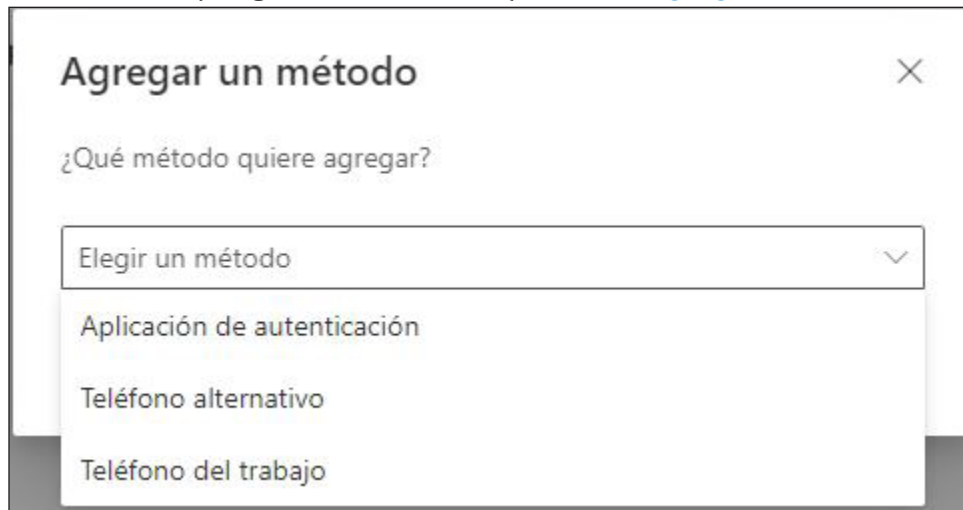 Agregar un método
¿Qué método quiere agregar?
Elegir un método
Aplicación de autenticación
Teléfono alternativo
Teléfono del trabajo